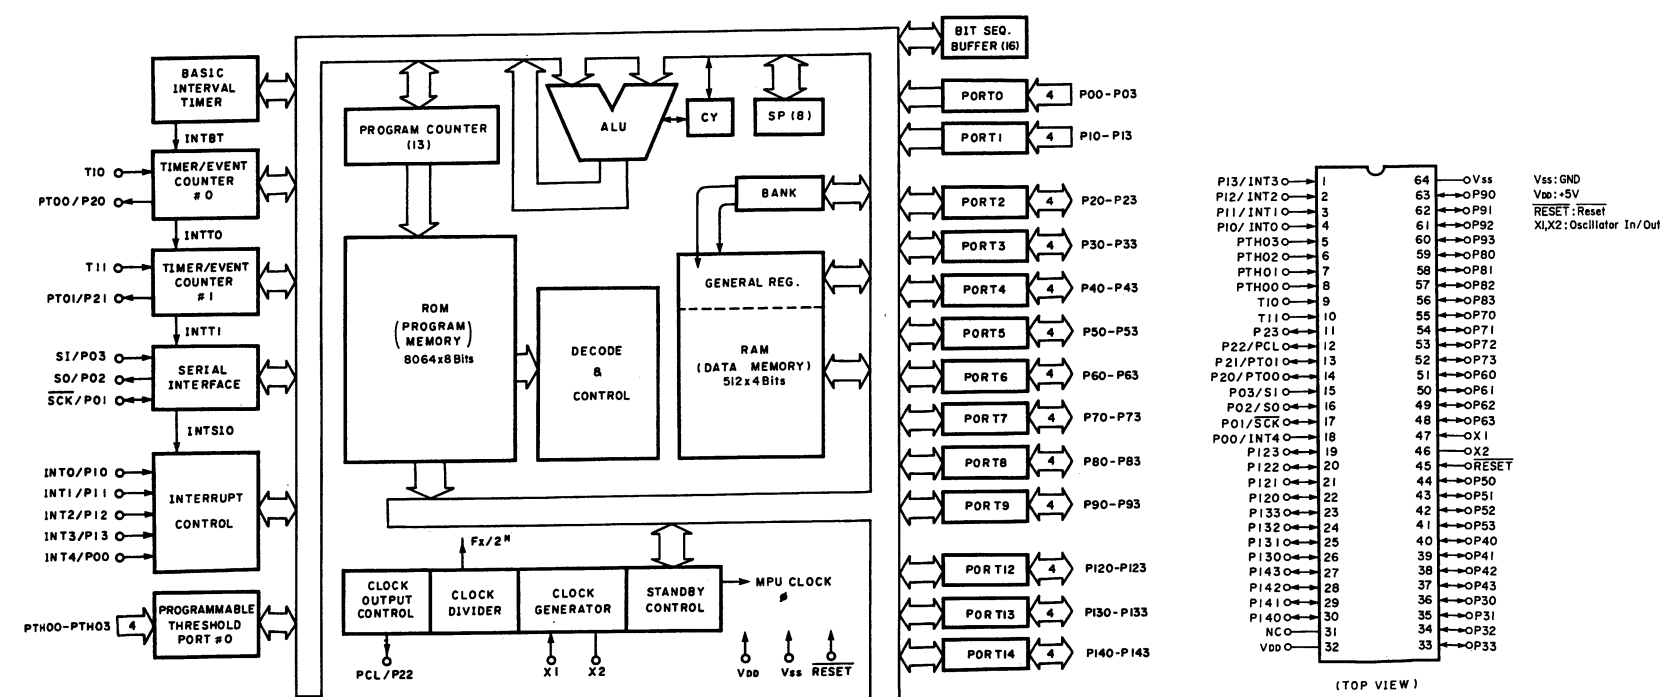 BASIC
INTERVAL
TIMER
INTBT
TI0
PTO0/P20
TIMER/EVENT
COUNTER
#0
INTT0
TI1
PTO1/P21
TIMER/EVENT
COUNTER
#1
INTT1
SI/P03
SO/P02
SCK/P01
SERIAL
INTERFACE
INTSIO
INT0/P10
INT1/P11
INT2/P12
INT3/P13
INT4/P00
INTERRUPT
CONTROL
PTH00-PTH03
4
PROGRAMMABLE
THRESHOLD
PORT #0
PROGRAM COUNTER
(13)
ALU
CY
SP (8)
BANK
ROM
(PROGRAM
MEMORY)
8064x8Bits
DECODE
&
CONTROL
GENERAL REG.
RAM
(DATA MEMORY)
512x4Bits
Fx/2ᴺ
CLOCK
OUTPUT
CONTROL
CLOCK
DIVIDER
CLOCK
GENERATOR
STANDBY
CONTROL
MPU CLOCK
ϕ
PCL/P22
X1
X2
VDD
Vss
RESET
BIT SEQ.
BUFFER (16)
PORT0 4 P00-P03
PORT1 4 P10-P13
PORT2 4 P20-P23
PORT3 4 P30-P33
PORT4 4 P40-P43
PORT5 4 P50-P53
PORT6 4 P60-P63
PORT7 4 P70-P73
PORT8 4 P80-P83
PORT9 4 P90-P93
PORT12 4 P120-P123
PORT13 4 P130-P133
PORT14 4 P140-P143
P13/INT3 1 64 Vss
P12/INT2 2 63 P90
P11/INT1 3 62 P91
P10/INT0 4 61 P92
PTH03 5 60 P93
PTH02 6 59 P80
PTH01 7 58 P81
PTH00 8 57 P82
TI0 9 56 P83
TI1 10 55 P70
P23 11 54 P71
P22/PCL 12 53 P72
P21/PTO1 13 52 P73
P20/PTO0 14 51 P60
P03/SI 15 50 P61
P02/SO 16 49 P62
P01/SCK 17 48 P63
P00/INT4 18 47 X1
P123 19 46 X2
P122 20 45 RESET
P121 21 44 P50
P120 22 43 P51
P133 23 42 P52
P132 24 41 P53
P131 25 40 P40
P130 26 39 P41
P143 27 38 P42
P142 28 37 P43
P141 29 36 P30
P140 30 35 P31
NC 31 34 P32
VDD 32 33 P33
(TOP VIEW)
Vss: GND
VDD: +5V
RESET: Reset
X1,X2: Oscillator In/Out